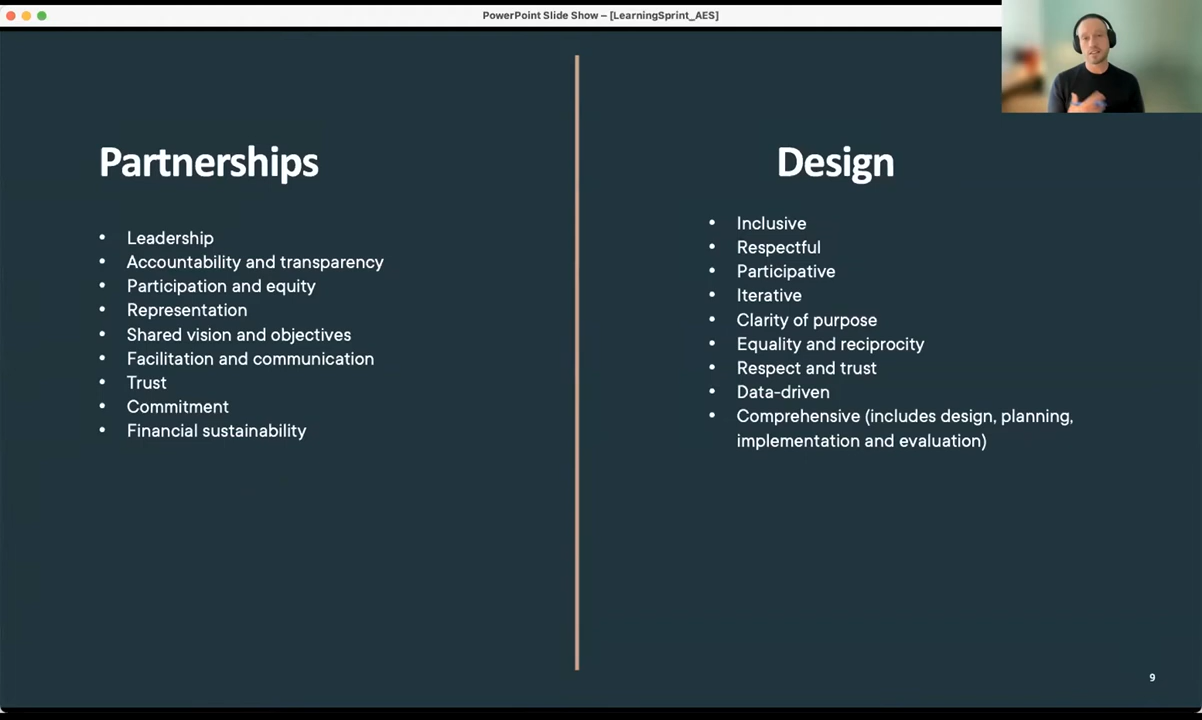 PowerPoint Slide Show – [LearningSprint_AES]
Partnerships
• Leadership
• Accountability and transparency
• Participation and equity
• Representation
• Shared vision and objectives
• Facilitation and communication
• Trust
• Commitment
• Financial sustainability
Design
• Inclusive
• Respectful
• Participative
• Iterative
• Clarity of purpose
• Equality and reciprocity
• Respect and trust
• Data-driven
• Comprehensive (includes design, planning,
implementation and evaluation)
9